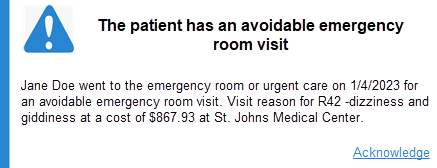 The patient has an avoidable emergency
room visit
Jane Doe went to the emergency room or urgent care on 1/4/2023 for
an avoidable emergency room visit. Visit reason for R42 -dizziness and
giddiness at a cost of $867.93 at St. Johns Medical Center.
Acknowledge